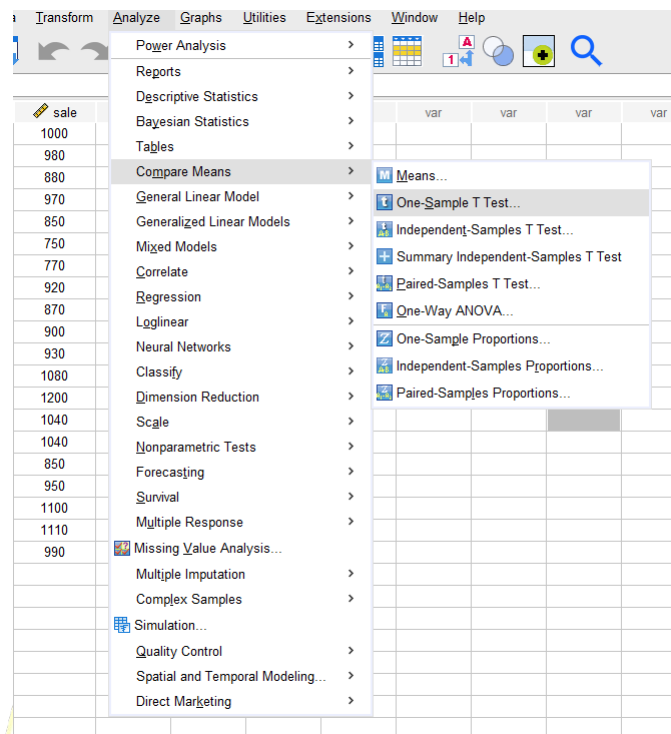 Transform Analyze Graphs Utilities Extensions Window Help
Power Analysis
Reports
Descriptive Statistics
Bayesian Statistics
Tables
Compare Means
General Linear Model
Generalized Linear Models
Mixed Models
Correlate
Regression
Loglinear
Neural Networks
Classify
Dimension Reduction
Scale
Nonparametric Tests
Forecasting
Survival
Multiple Response
Missing Value Analysis...
Multiple Imputation
Complex Samples
Simulation...
Quality Control
Spatial and Temporal Modeling...
Direct Marketing
Means...
One-Sample T Test...
Independent-Samples T Test...
Summary Independent-Samples T Test
Paired-Samples T Test...
One-Way ANOVA...
One-Sample Proportions...
Independent-Samples Proportions...
Paired-Samples Proportions...
A
1
sale var var var var
1000
980
880
970
850
750
770
920
870
900
930
1080
1200
1040
1040
850
950
1100
1110
990